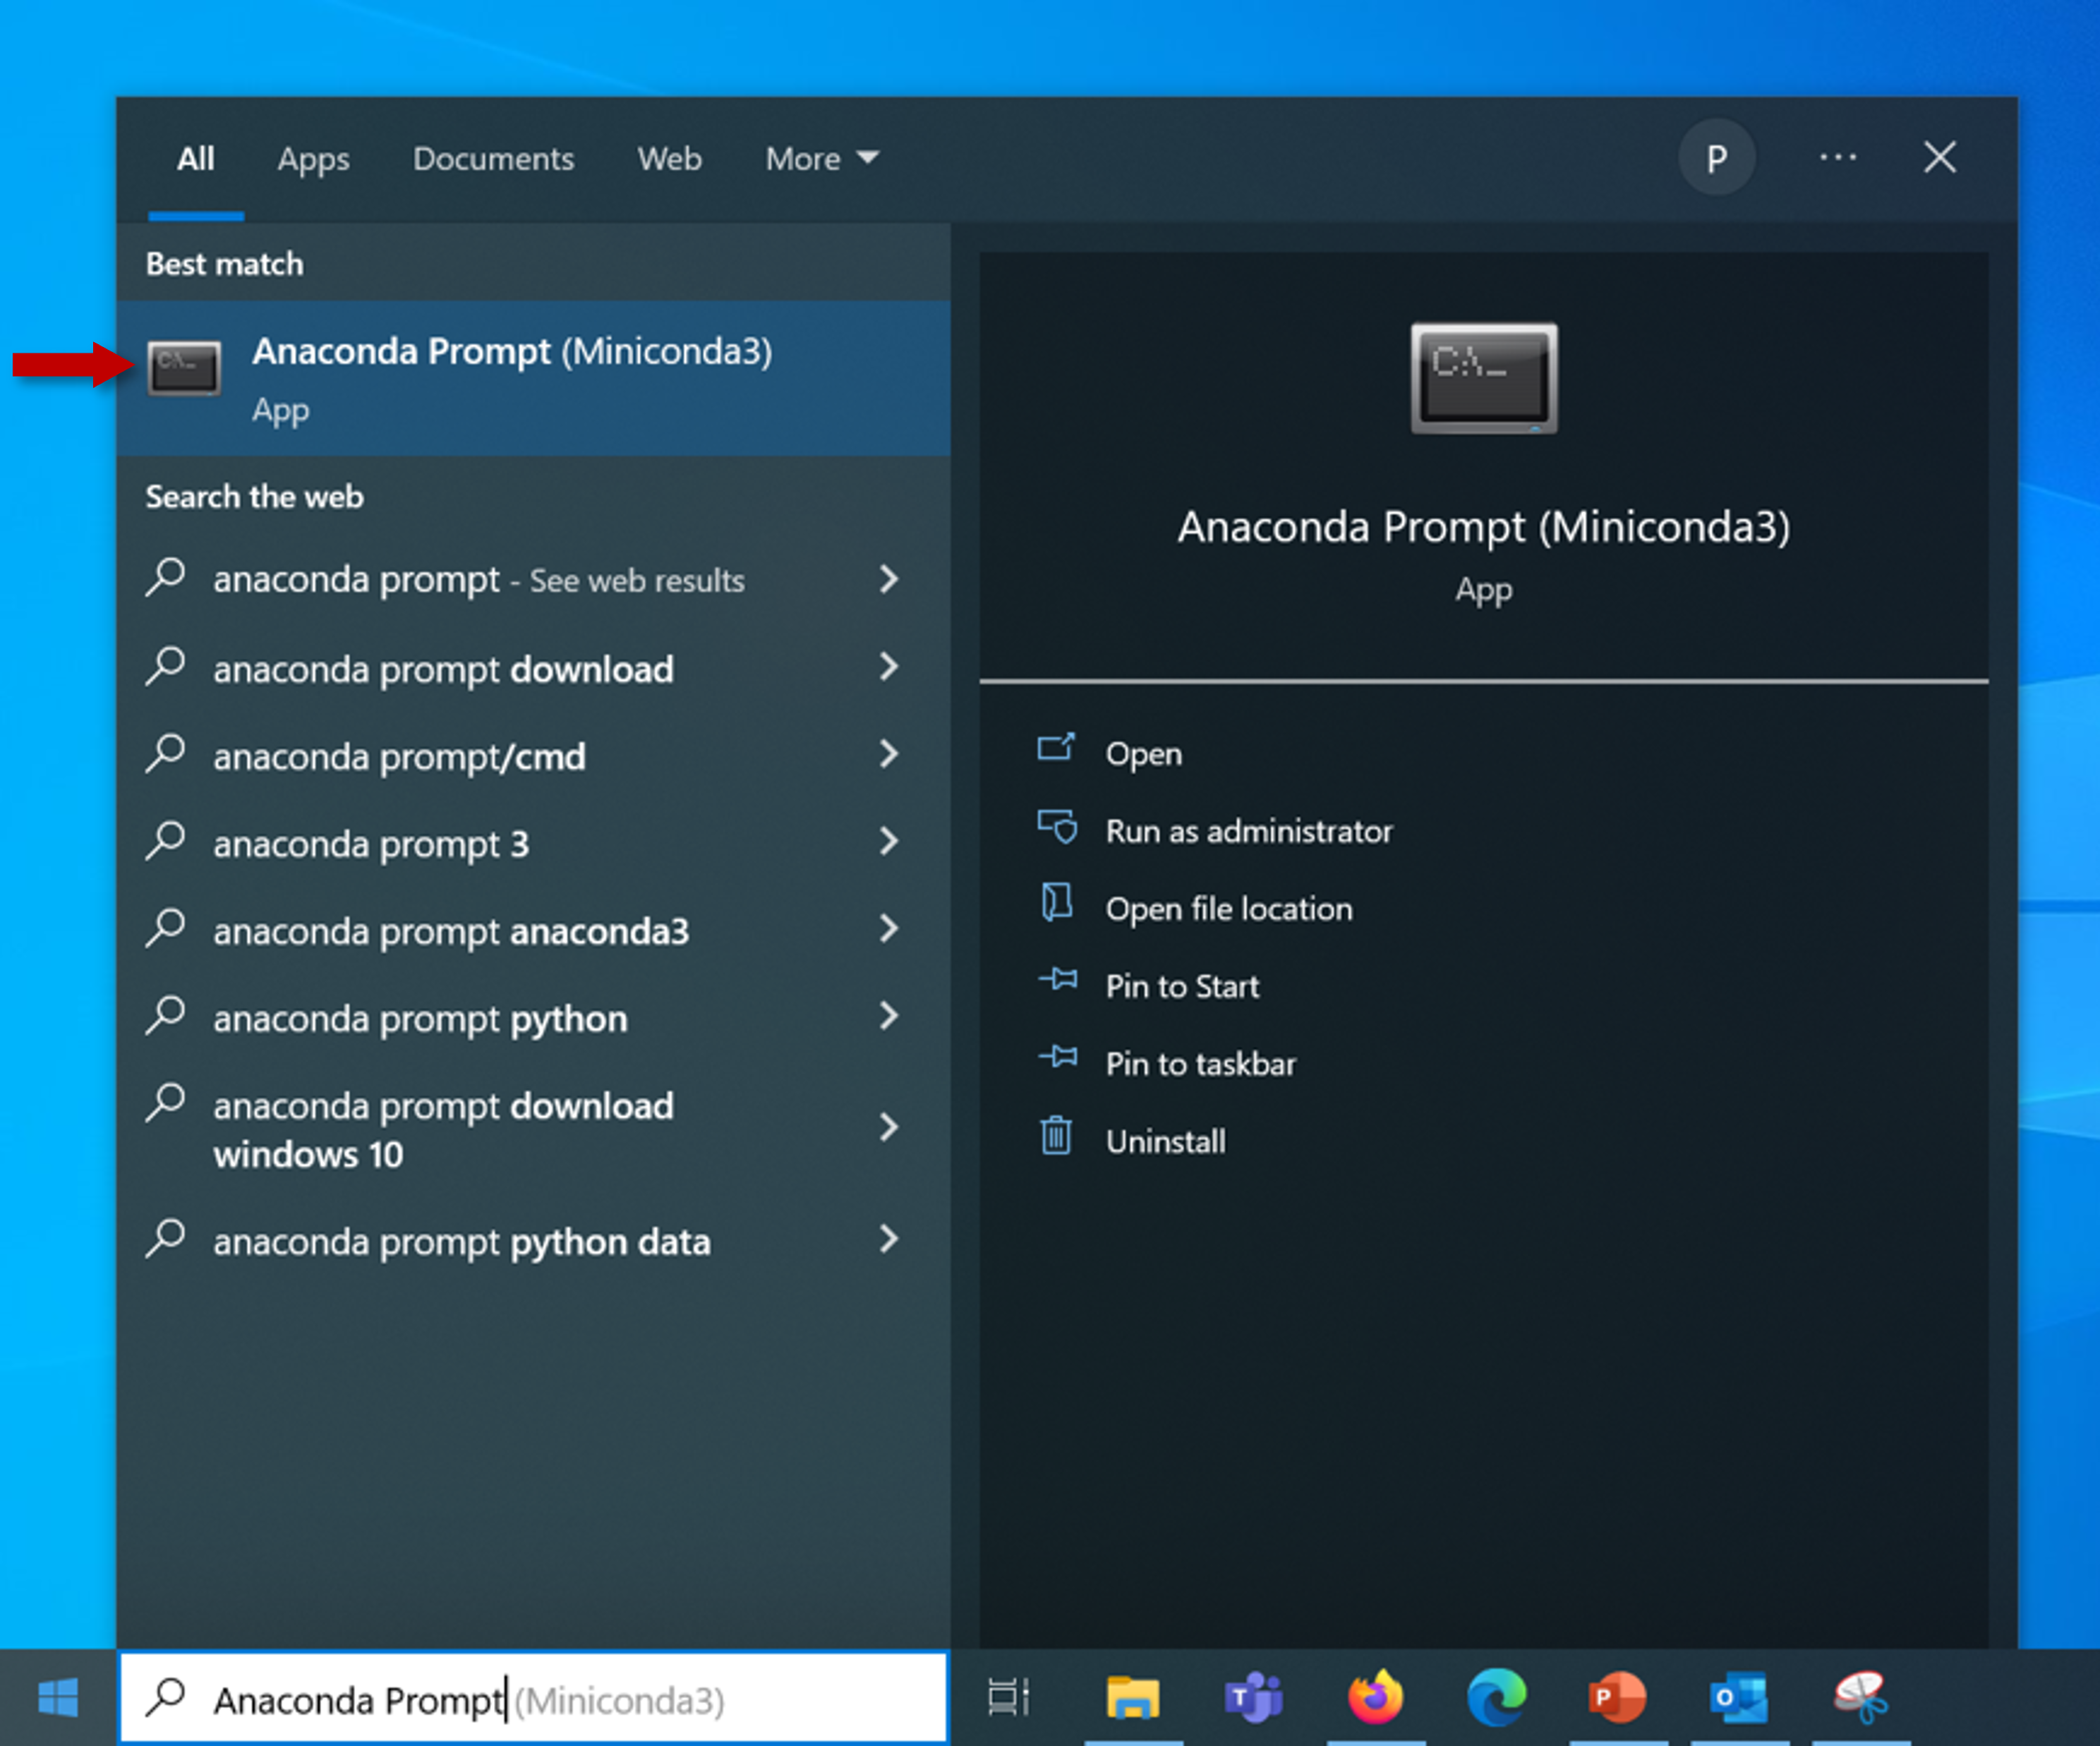 All Apps Documents Web More P
Best match
Anaconda Prompt (Miniconda3)
App
Search the web
anaconda prompt - See web results
anaconda prompt download
anaconda prompt/cmd
anaconda prompt 3
anaconda prompt anaconda3
anaconda prompt python
anaconda prompt download
windows 10
anaconda prompt python data
C:\_
Anaconda Prompt (Miniconda3)
App
Open
Run as administrator
Open file location
Pin to Start
Pin to taskbar
Uninstall
Anaconda Prompt (Miniconda3)